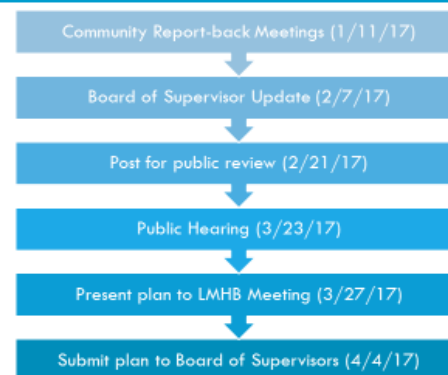 Community Report-back Meetings (1/11/17)
Board of Supervisor Update (2/7/17)
Post for public review (2/21/17)
Public Hearing (3/23/17)
Present plan to LMHB Meeting (3/27/17)
Submit plan to Board of Supervisors (4/4/17)